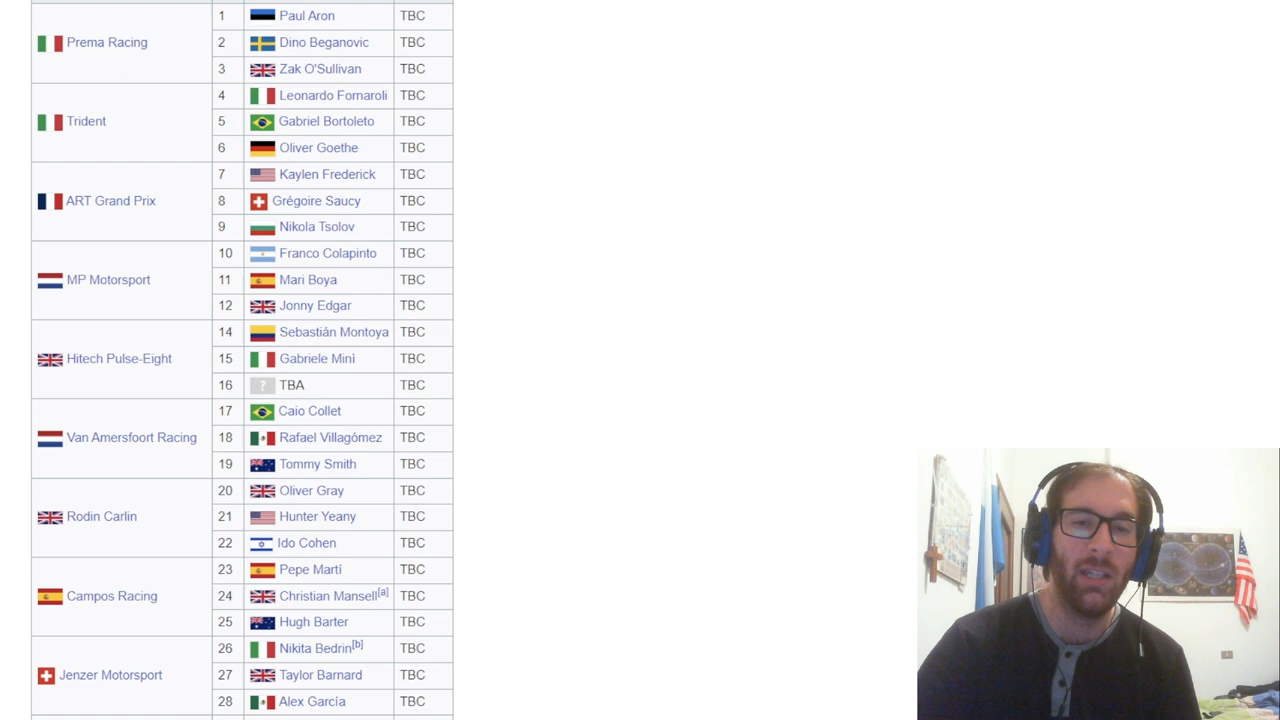 1 Paul Aron TBC
Prema Racing 2 Dino Beganovic TBC
3 Zak O'Sullivan TBC
4 Leonardo Fornaroli TBC
Trident 5 Gabriel Bortoleto TBC
6 Oliver Goethe TBC
7 Kaylen Frederick TBC
ART Grand Prix 8 Grégoire Saucy TBC
9 Nikola Tsolov TBC
10 Franco Colapinto TBC
MP Motorsport 11 Mari Boya TBC
12 Jonny Edgar TBC
14 Sebastián Montoya TBC
Hitech Pulse-Eight 15 Gabriele Minì TBC
16 ? TBA TBC
17 Caio Collet TBC
Van Amersfoort Racing 18 Rafael Villagómez TBC
19 Tommy Smith TBC
20 Oliver Gray TBC
Rodin Carlin 21 Hunter Yeany TBC
22 Ido Cohen TBC
23 Pepe Martí TBC
Campos Racing 24 Christian Mansell[a] TBC
25 Hugh Barter TBC
26 Nikita Bedrin[b] TBC
Jenzer Motorsport 27 Taylor Barnard TBC
28 Alex García TBC